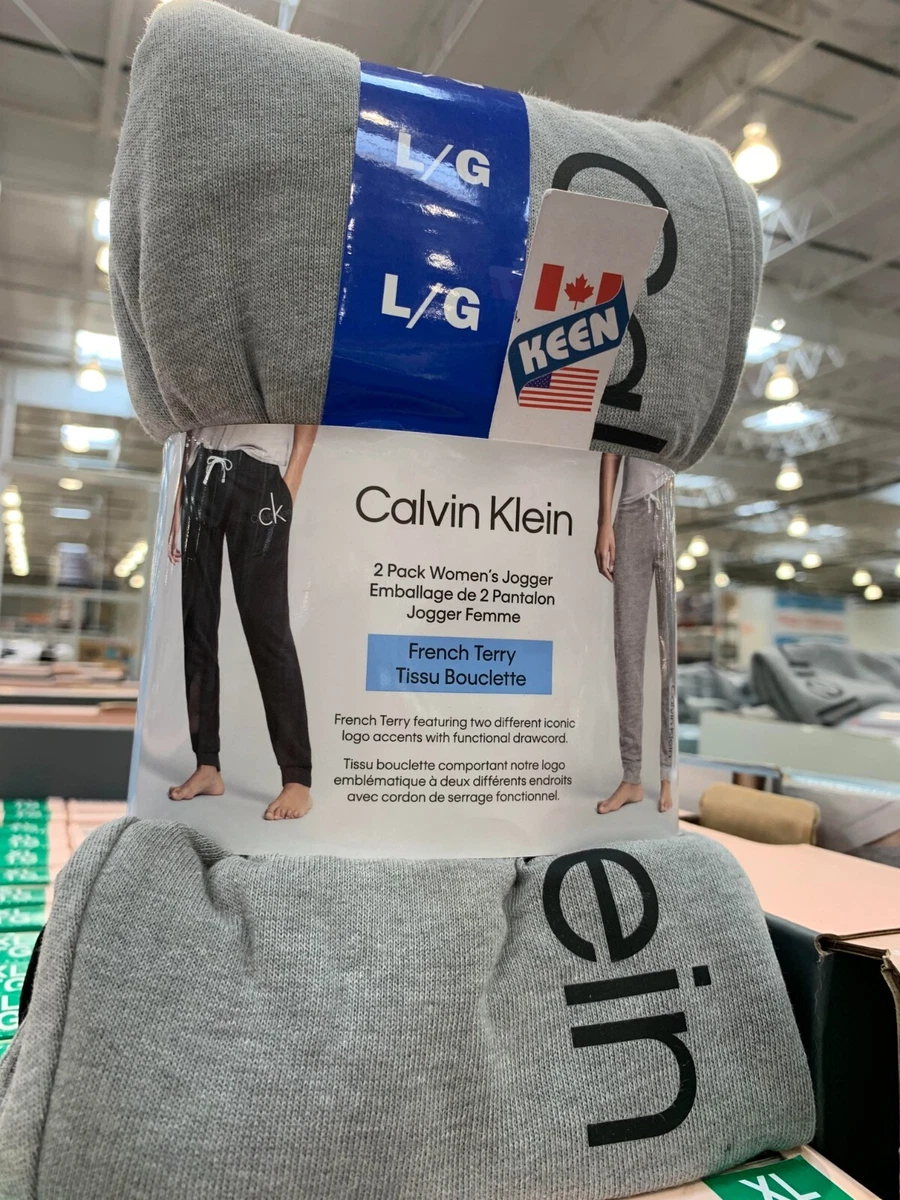 L/G
L/G
Cal
KEEN
ck
Calvin Klein
2 Pack Women's Jogger
Emballage de 2 Pantalon
Jogger Femme
French Terry
Tissu Bouclette
French Terry featuring two different iconic
logo accents with functional drawcord.
Tissu bouclette comportant notre logo
emblématique à deux différents endroits
avec cordon de serrage fonctionnel.
ein
XL